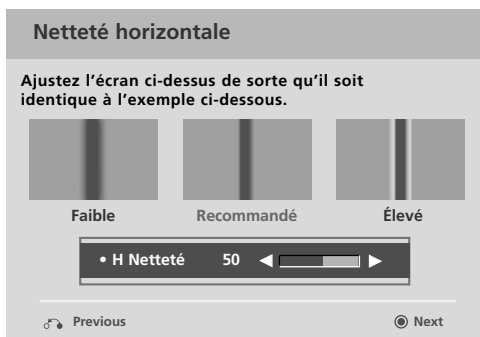 Netteté horizontale
Ajustez l'écran ci-dessus de sorte qu'il soit
identique à l'exemple ci-dessous.
Faible Recommandé Élevé
• H Netteté 50
Previous Next